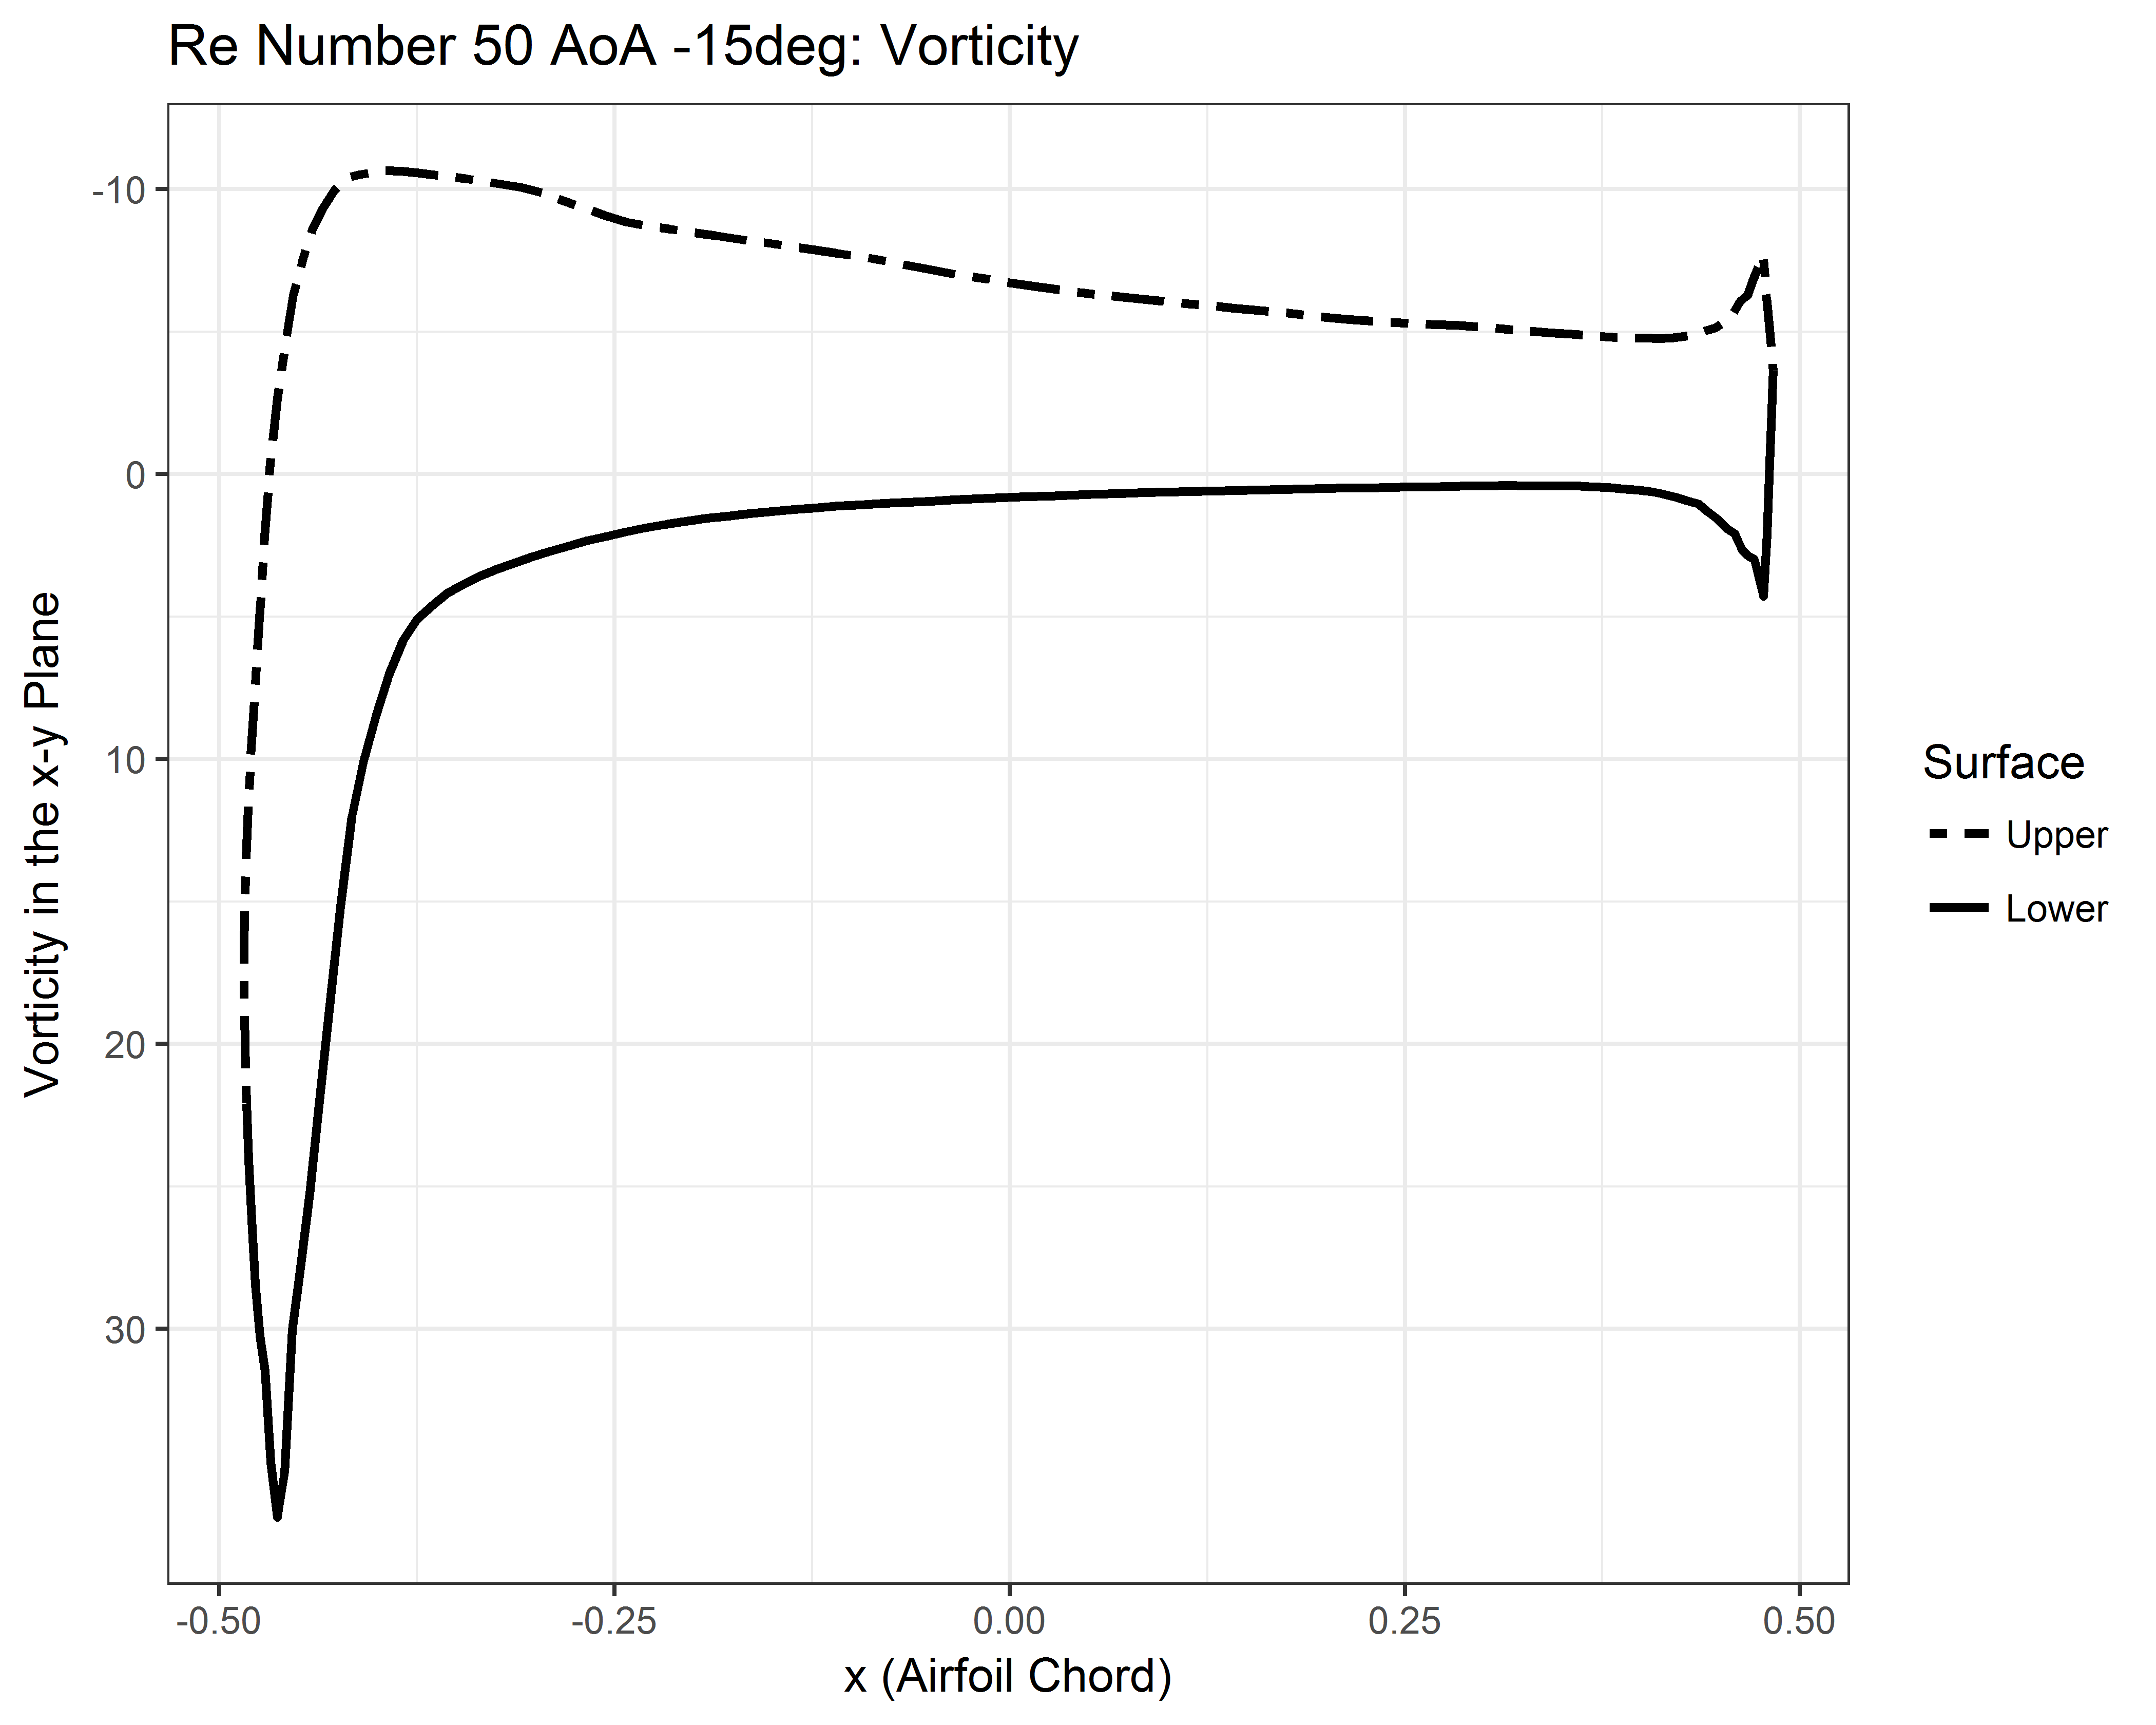 Re Number 50 AoA -15deg: Vorticity
Vorticity in the x-y Plane
-10
0
10
20
30
-0.50 -0.25 0.00 0.25 0.50
x (Airfoil Chord)
Surface
Upper
Lower